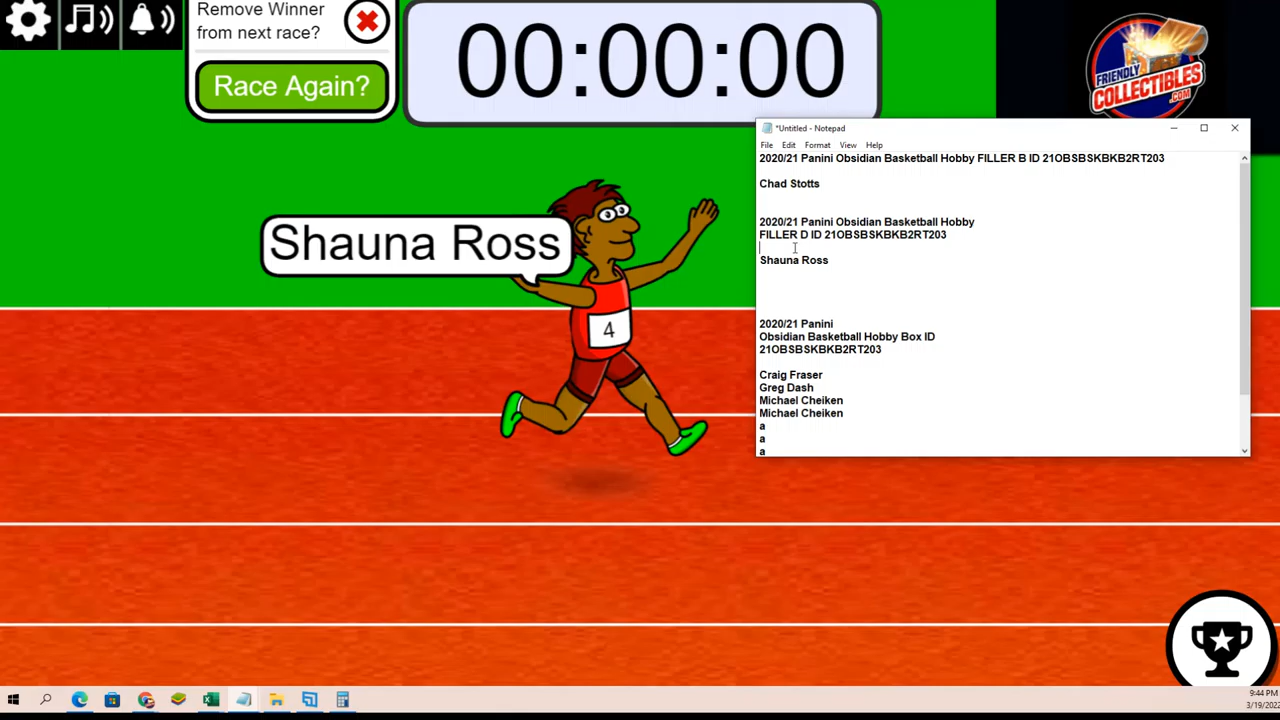 Remove Winner
from next race?
Race Again?
00:00:00
FRIENDLY
COLLECTIBLES
.COM
*Untitled - Notepad
File Edit Format View Help
2020/21 Panini Obsidian Basketball Hobby FILLER B ID 21OBSBSKBKB2RT203
Chad Stotts
2020/21 Panini Obsidian Basketball Hobby
FILLER D ID 21OBSBSKBKB2RT203
Shauna Ross
2020/21 Panini
Obsidian Basketball Hobby Box ID
21OBSBSKBKB2RT203
Craig Fraser
Greg Dash
Michael Cheiken
Michael Cheiken
a
a
a
Shauna Ross
4
9:44 PM
3/19/2022